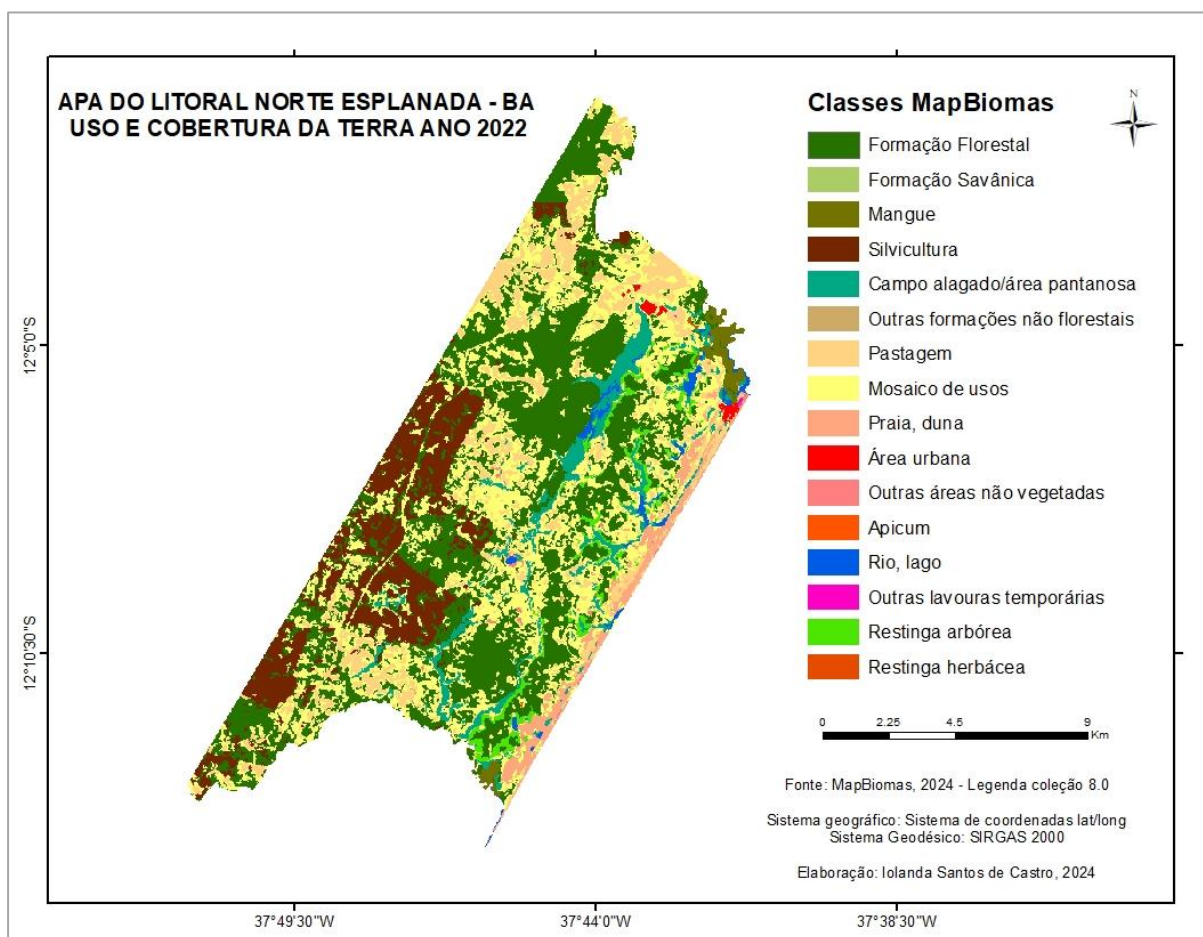 APA DO LITORAL NORTE ESPLANADA - BA
USO E COBERTURA DA TERRA ANO 2022
Classes MapBiomas
N
Formação Florestal
Formação Savânica
Mangue
Silvicultura
Campo alagado/área pantanosa
Outras formações não florestais
Pastagem
Mosaico de usos
Praia, duna
Área urbana
Outras áreas não vegetadas
Apicum
Rio, lago
Outras lavouras temporárias
Restinga arbórea
Restinga herbácea
0 2.25 4.5 9
Km
Fonte: MapBiomas, 2024 - Legenda coleção 8.0
Sistema geográfico: Sistema de coordenadas lat/long
Sistema Geodésico: SIRGAS 2000
Elaboração: Iolanda Santos de Castro, 2024
12°5'0"S
12°10'30"S
37°49'30"W 37°44'0"W 37°38'30"W